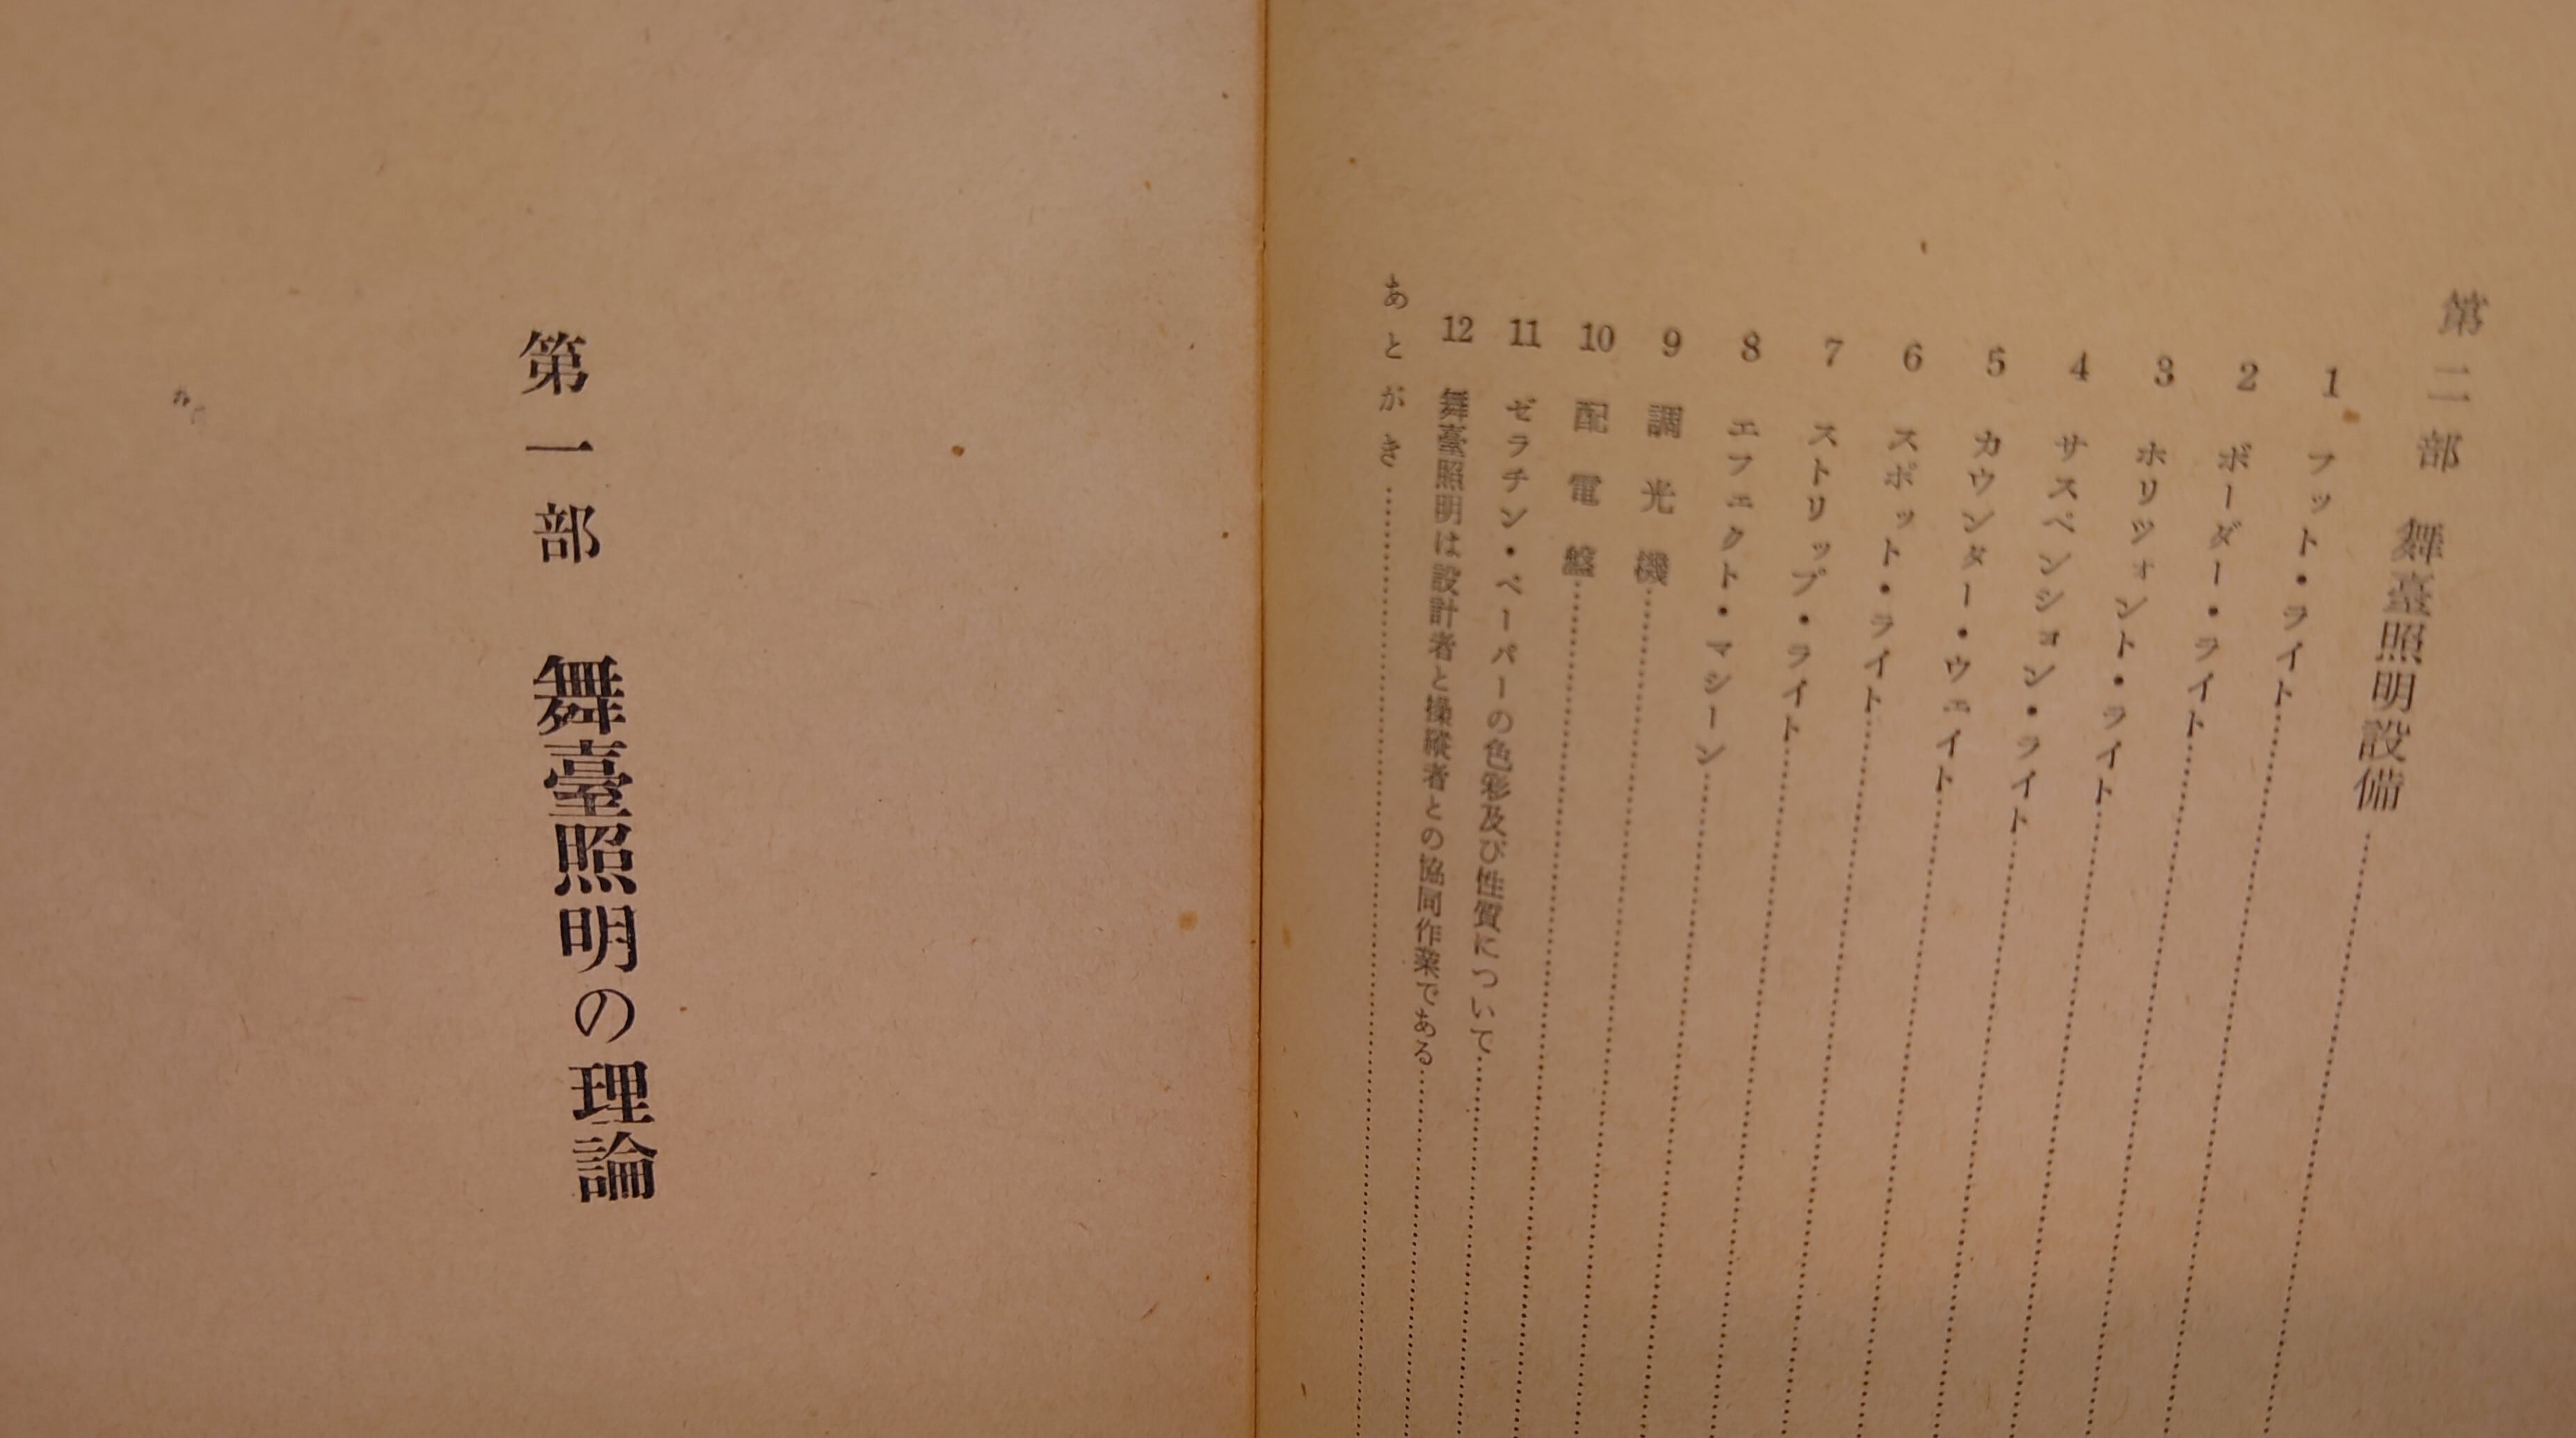 第二部 舞臺照明設備
1 フット・ライト
2 ボーダー・ライト
3 ホリゾォント・ライト
4 サスペンション・ライト
5 カウンター・ウェイト
6 スポット・ライト
7 ストリップ・ライト
8 エフェクト・マシーン
9 調光機
10 配電盤
11 ゼラチン・ペーパーの色彩及び性質について
12 舞臺照明は設計者と操縱者との協同作業である
あとがき
第一部 舞臺照明の理論